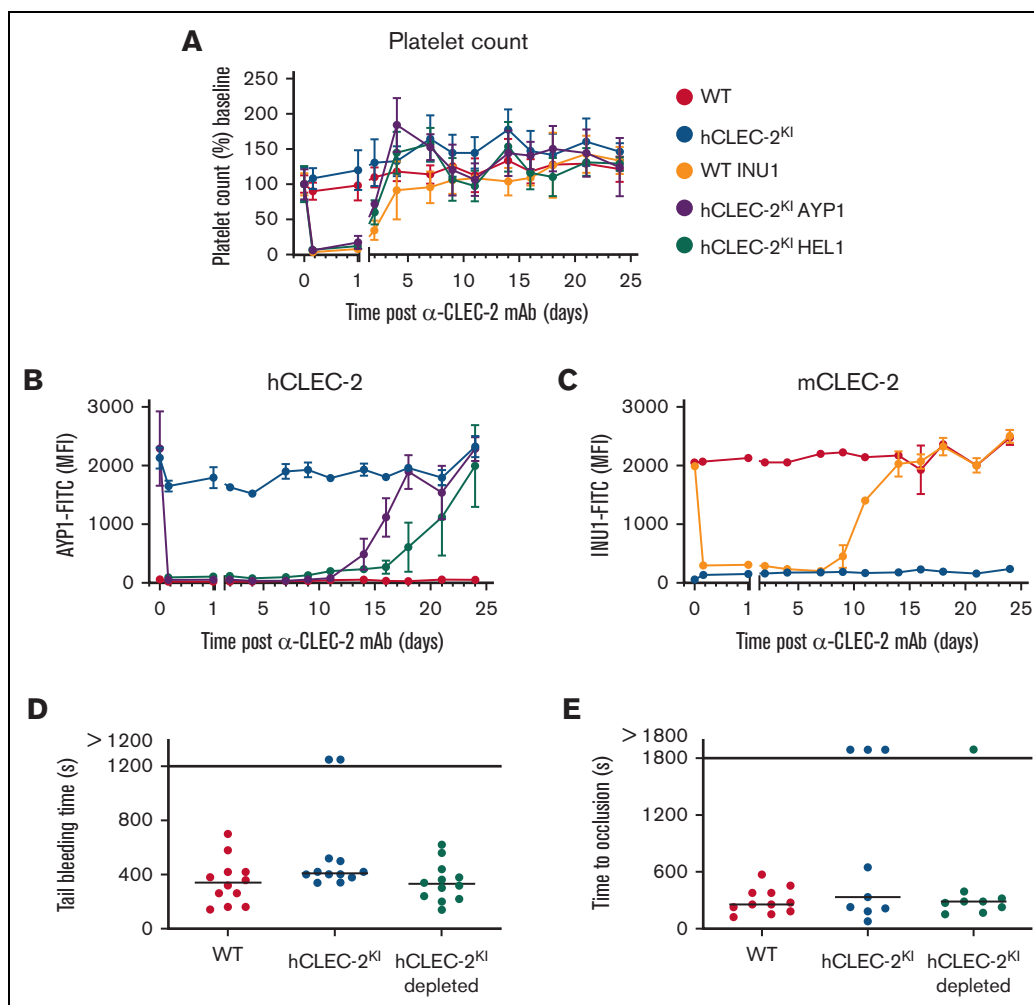 A
Platelet count
Platelet count (%) baseline
250
200
150
100
50
0
0 1 5 10 15 20 25
Time post α-CLEC-2 mAb (days)
WT
hCLEC-2KI
WT INU1
hCLEC-2KI AYP1
hCLEC-2KI HEL1
B
hCLEC-2
AYP1-FITC (MFI)
3000
2000
1000
0
0 1 5 10 15 20 25
Time post α-CLEC-2 mAb (days)
C
mCLEC-2
INU1-FITC (MFI)
3000
2000
1000
0
0 1 5 10 15 20 25
Time post α-CLEC-2 mAb (days)
D
Tail bleeding time (s)
> 1200
1200
800
400
0
WT
hCLEC-2KI
hCLEC-2KI
depleted
E
Time to occlusion (s)
> 1800
1800
1200
600
0
WT
hCLEC-2KI
hCLEC-2KI
depleted